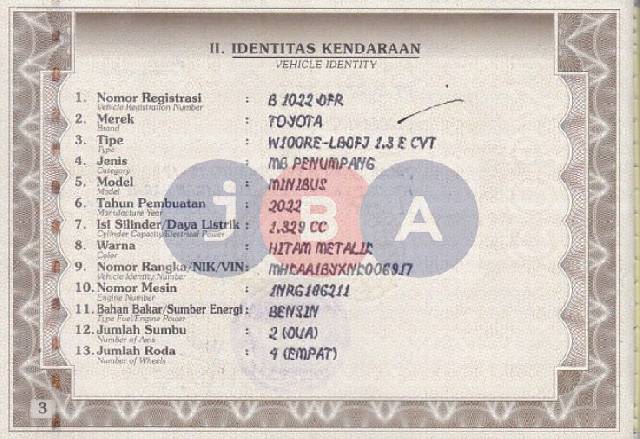 II. IDENTITAS KENDARAAN
VEHICLE IDENTITY
1. Nomor Registrasi : B 1022 DFR
Vehicle Registration Number
2. Merek : TOYOTA
Brand
3. Tipe : W100RE-LBDFJ 1.3 E CVT
Type
4. Jenis : MB PENUMPANG
Category
5. Model : MINIBUS
Model
6. Tahun Pembuatan : 2022
Manufacture Year
7. Isi Silinder/Daya Listrik : 1.329 CC
Cylinder Capacity/Electrical Power
8. Warna : HITAM METALIK
Color
9. Nomor Rangka/NIK/VIN :
Vehicle Identity Number
10. Nomor Mesin : 1NRG186211
Engine Number
11. Bahan Bakar/Sumber Energi : BENSIN
Type Fuel/Engine Power
12. Jumlah Sumbu : 2 (DUA)
Number of Axis
13. Jumlah Roda : 4 (EMPAT)
Number of Wheels
JBA
3